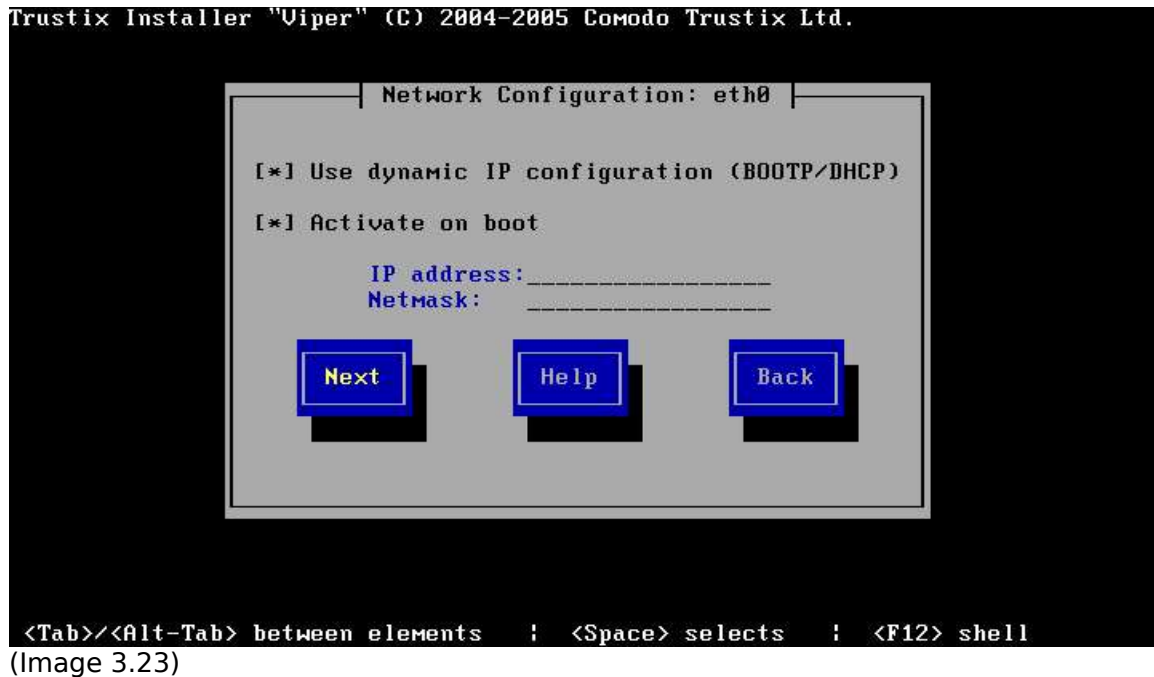 Trustix Installer "Viper" (C) 2004-2005 Comodo Trustix Ltd.
Network Configuration: eth0
[*] Use dynamic IP configuration (BOOTP/DHCP)
[*] Activate on boot
IP address:_________________
Netmask: _________________
Next Help Back
<Tab>/<Alt-Tab> between elements ¦ <Space> selects ¦ <F12> shell
(Image 3.23)